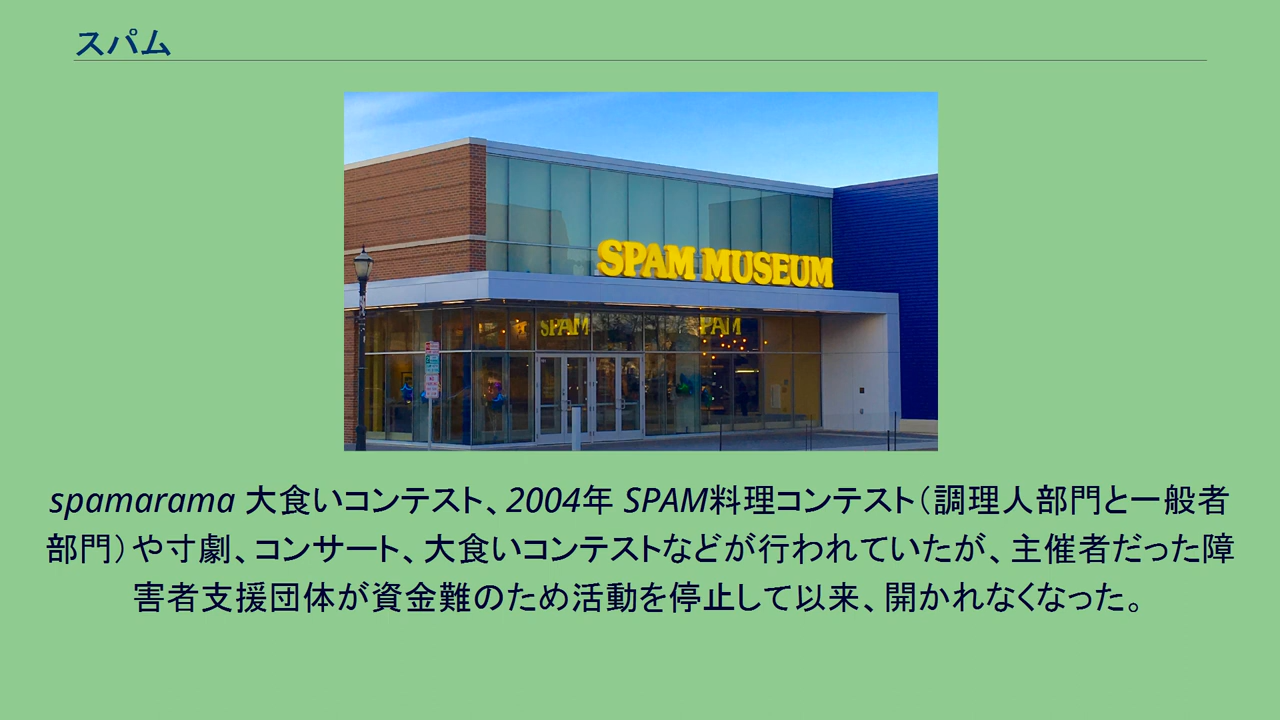 スパム
SPAM MUSEUM
SPAM
PAM
spamarama 大食いコンテスト、2004年 SPAM料理コンテスト（調理人部門と一般者
部門）や寸劇、コンサート、大食いコンテストなどが行われていたが、主催者だった障
害者支援団体が資金難のため活動を停止して以来、開かれなくなった。